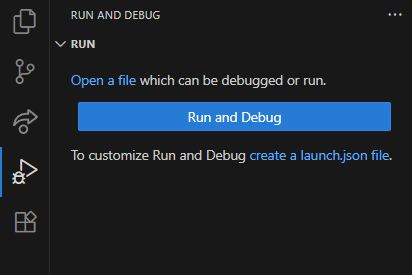 RUN AND DEBUG
RUN
Open a file which can be debugged or run.
Run and Debug
To customize Run and Debug create a launch.json file.